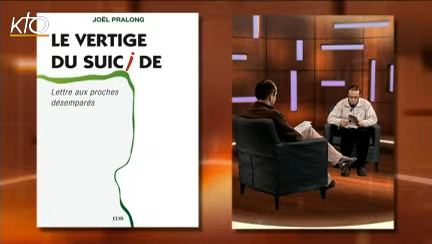 KTO
JOËL PRALONG
LE VERTIGE
DU SUICiDE
Lettre aux proches
désemparés
EDB